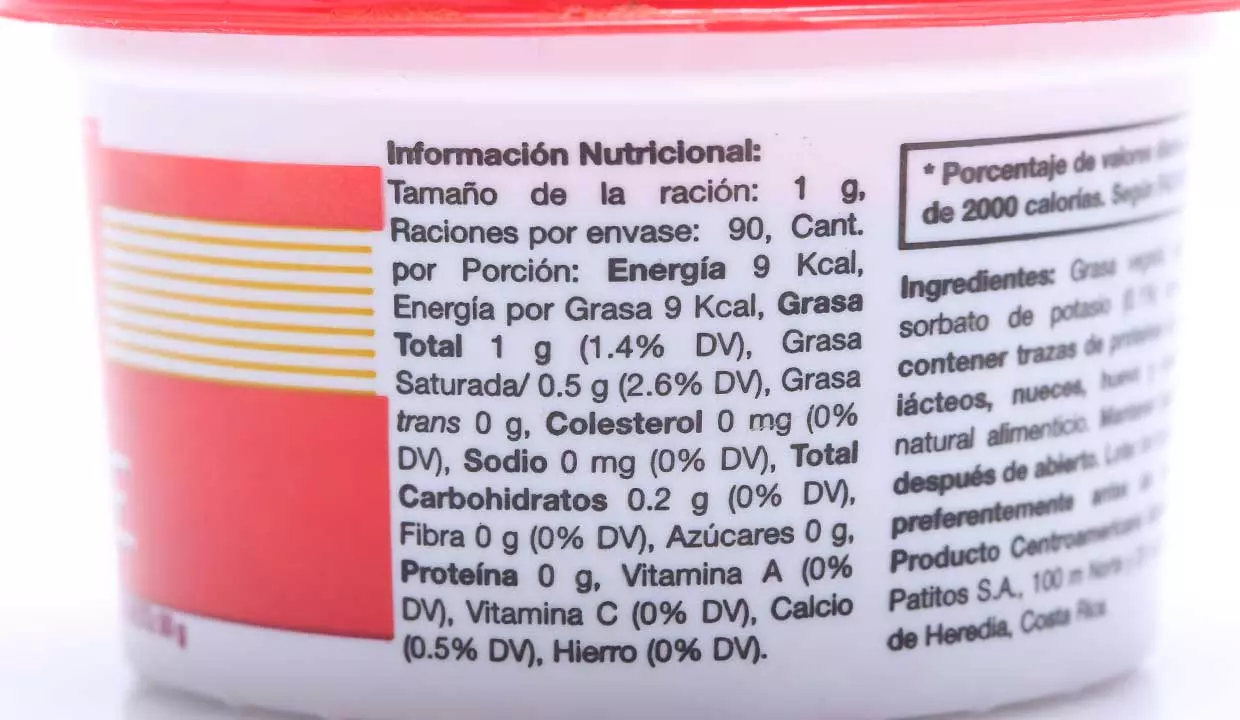 Información Nutricional:
Tamaño de la ración: 1 g,
Raciones por envase: 90, Cant.
por Porción: Energía 9 Kcal,
Energía por Grasa 9 Kcal, Grasa
Total 1 g (1.4% DV), Grasa
Saturada/ 0.5 g (2.6% DV), Grasa
trans 0 g, Colesterol 0 mg (0%
DV), Sodio 0 mg (0% DV), Total
Carbohidratos 0.2 g (0% DV),
Fibra 0 g (0% DV), Azúcares 0 g,
Proteína 0 g, Vitamina A (0%
DV), Vitamina C (0% DV), Calcio
(0.5% DV), Hierro (0% DV).
* Porcentaje de valores
de 2000 calorías. Según
Ingredientes: Grasa
sorbato de potasio
contener trazas de
lácteos, nueces, huevo y
natural alimenticio. Mantener
después de abierto.
preferentemente antes
Producto Centroamericano
Patitos S.A., 100 m Norte
de Heredia, Costa Rica